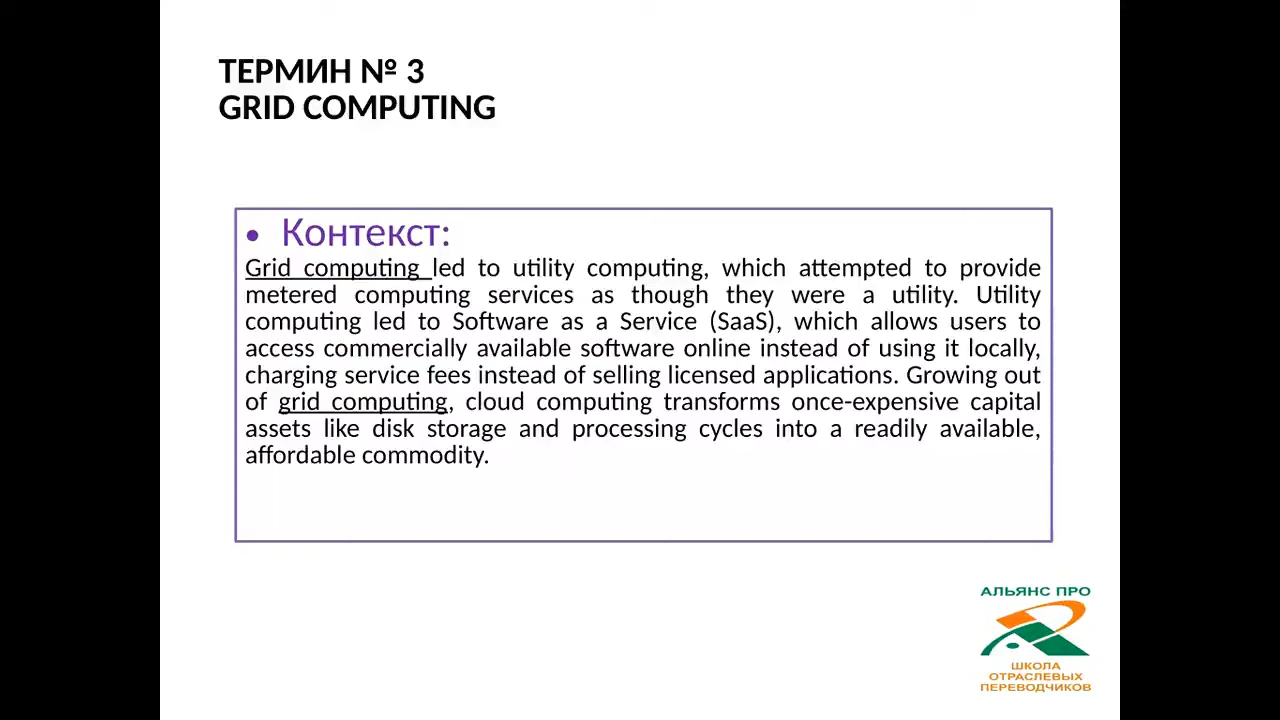 ТЕРМИН № 3
GRID COMPUTING
• Контекст:
Grid computing led to utility computing, which attempted to provide
metered computing services as though they were a utility. Utility
computing led to Software as a Service (SaaS), which allows users to
access commercially available software online instead of using it locally,
charging service fees instead of selling licensed applications. Growing out
of grid computing, cloud computing transforms once-expensive capital
assets like disk storage and processing cycles into a readily available,
affordable commodity.
АЛЬЯНС ПРО
ШКОЛА
ОТРАСЛЕВЫХ
ПЕРЕВОДЧИКОВ